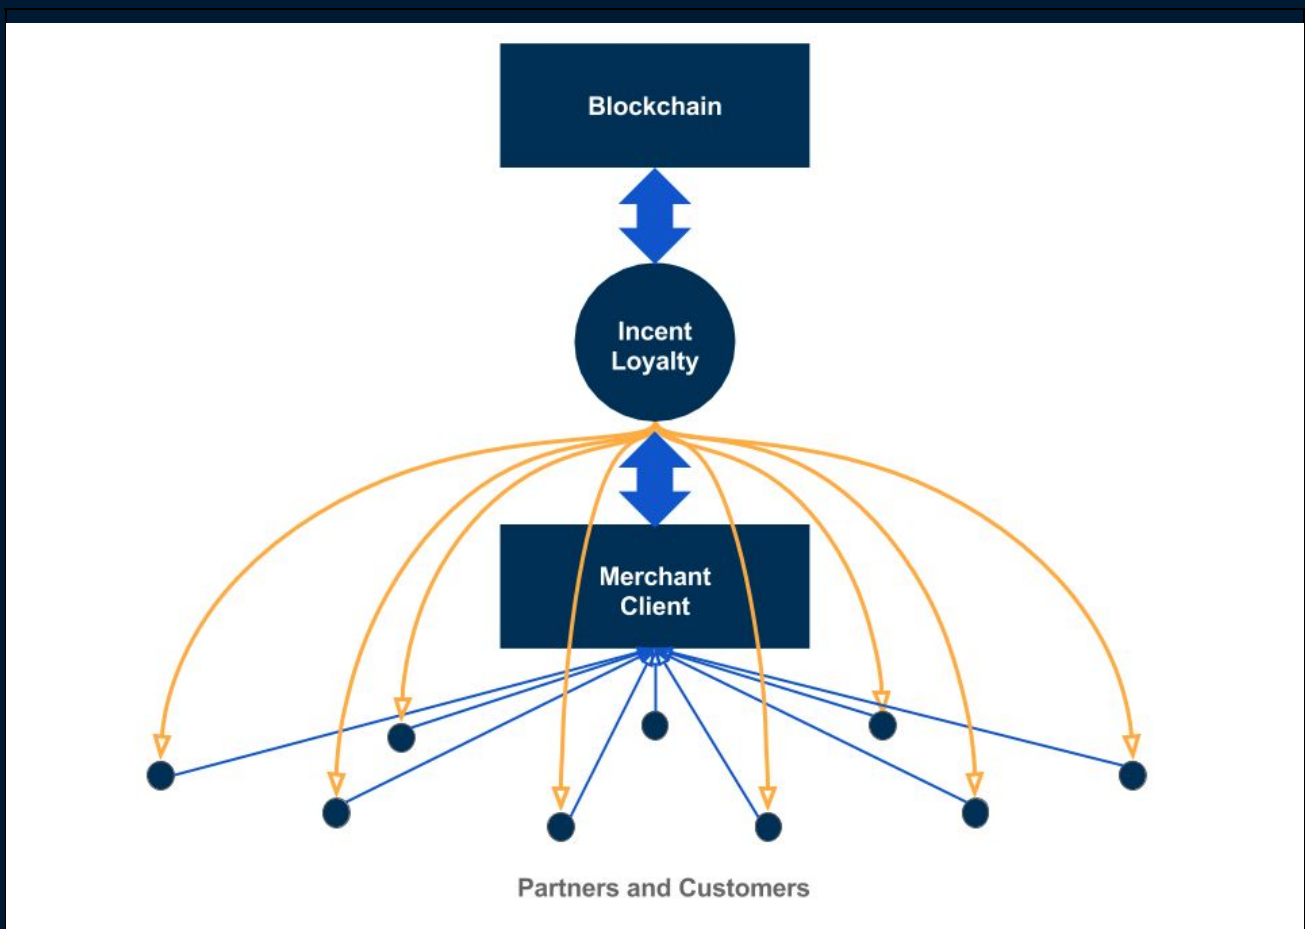 Blockchain
Incent
Loyalty
Merchant
Client
Partners and Customers